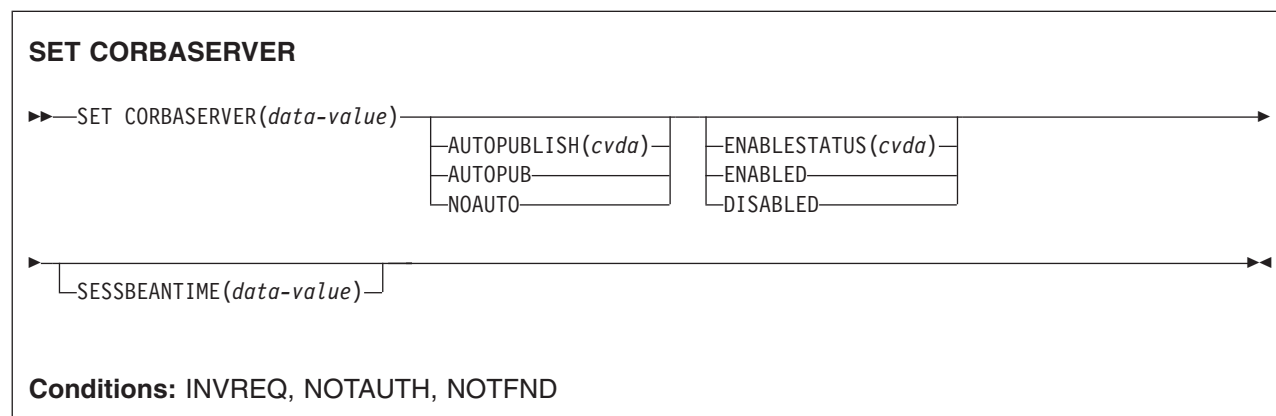 SET CORBASERVER
SET CORBASERVER(data-value)
AUTOPUBLISH(cvda)
AUTOPUB
NOAUTO
ENABLESTATUS(cvda)
ENABLED
DISABLED
SESSBEANTIME(data-value)
Conditions: INVREQ, NOTAUTH, NOTFND